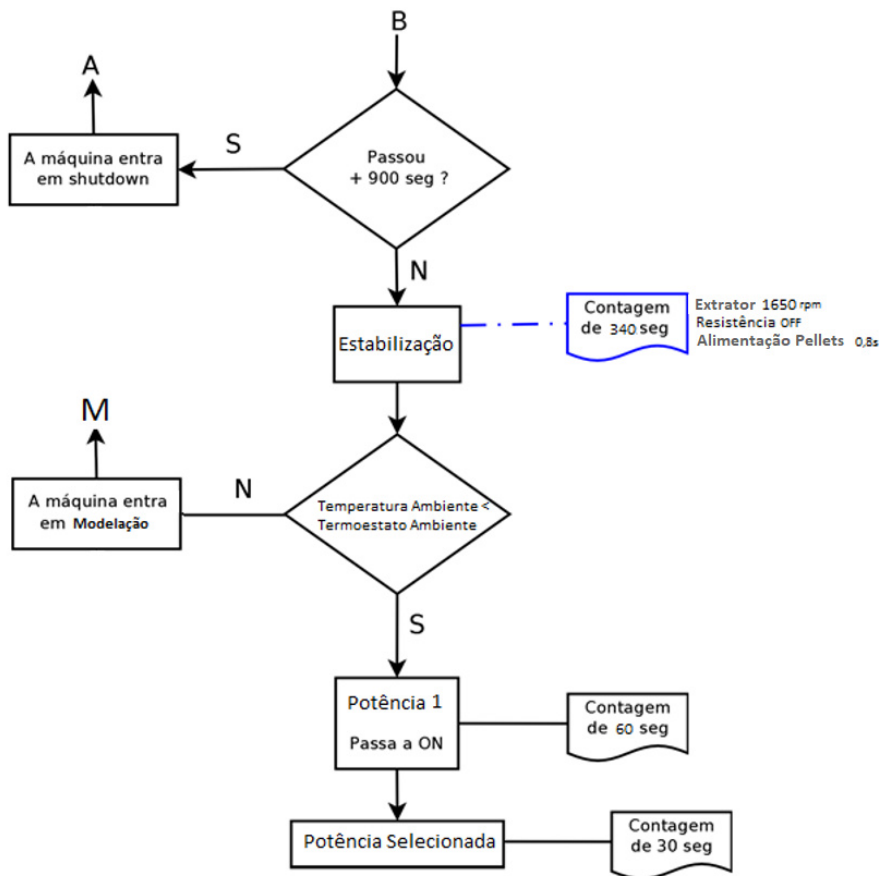 B
A
S
A máquina entra
em shutdown
Passou
+ 900 seg ?
N
Estabilização
Contagem
de 340 seg
Extrator 1650 rpm
Resistência OFF
Alimentação Pellets 0,8s
M
N
A máquina entra
em Modelação
Temperatura Ambiente <
Termoestato Ambiente
S
Potência 1
Passa a ON
Contagem
de 60 seg
Potência Selecionada
Contagem
de 30 seg